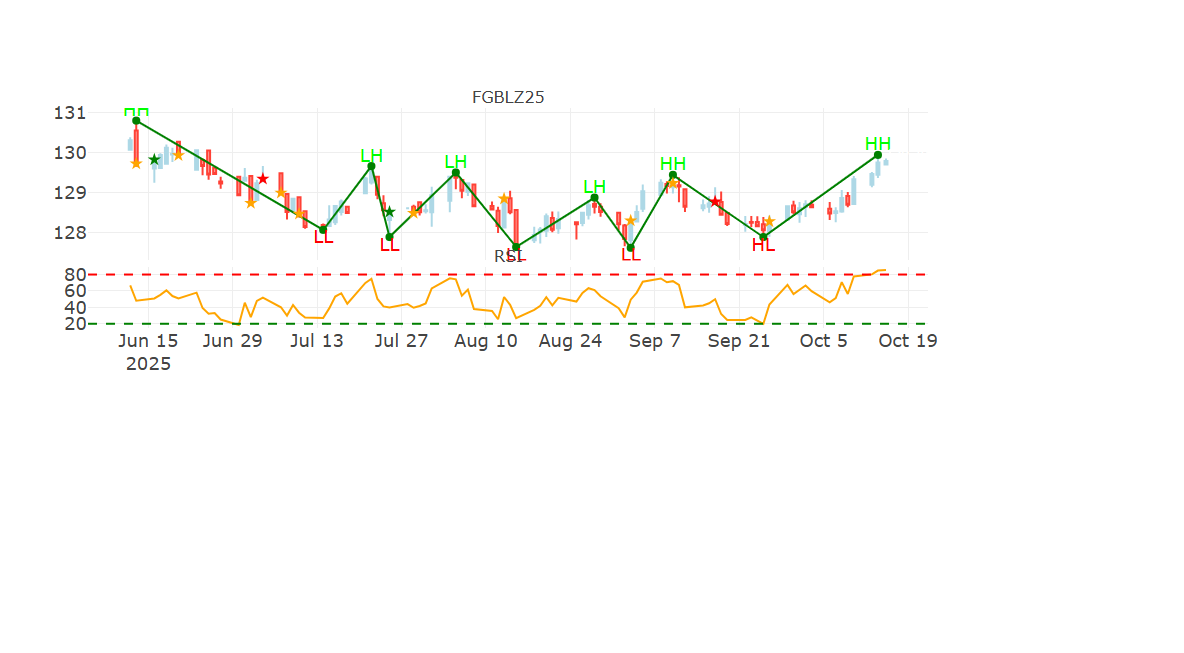 FGBLZ25
131
130
129
128
HH
LL
LH
LL
LH
LL
LH
LL
HH
HL
HH
RSI
80
60
40
20
Jun 15
2025
Jun 29
Jul 13
Jul 27
Aug 10
Aug 24
Sep 7
Sep 21
Oct 5
Oct 19